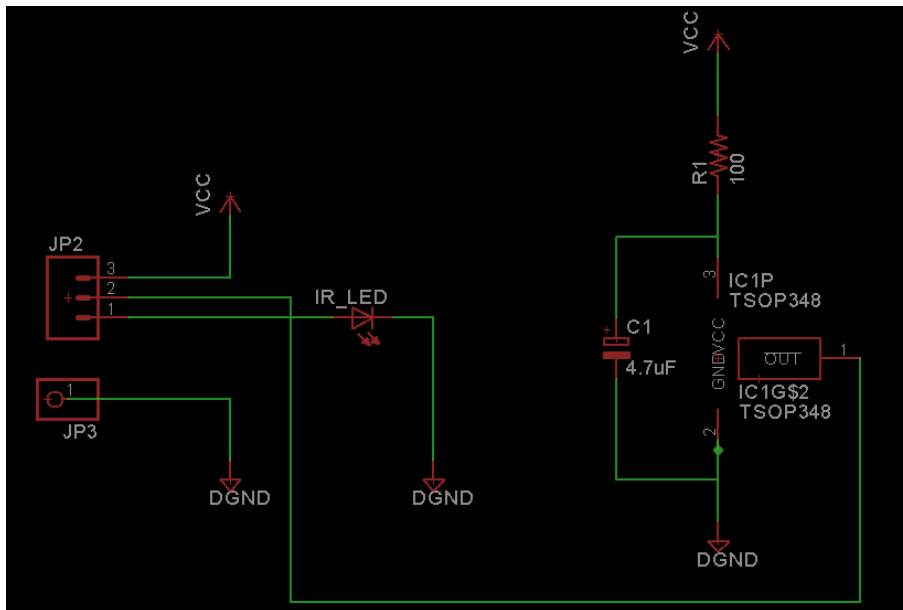 VCC
R1
100
VCC
JP2
3
2
1
IR_LED
3
IC1P
TSOP348
C1
4.7uF
VCC
GND
OUT
1
IC1G$2
TSOP348
1
JP3
2
DGND
DGND
DGND